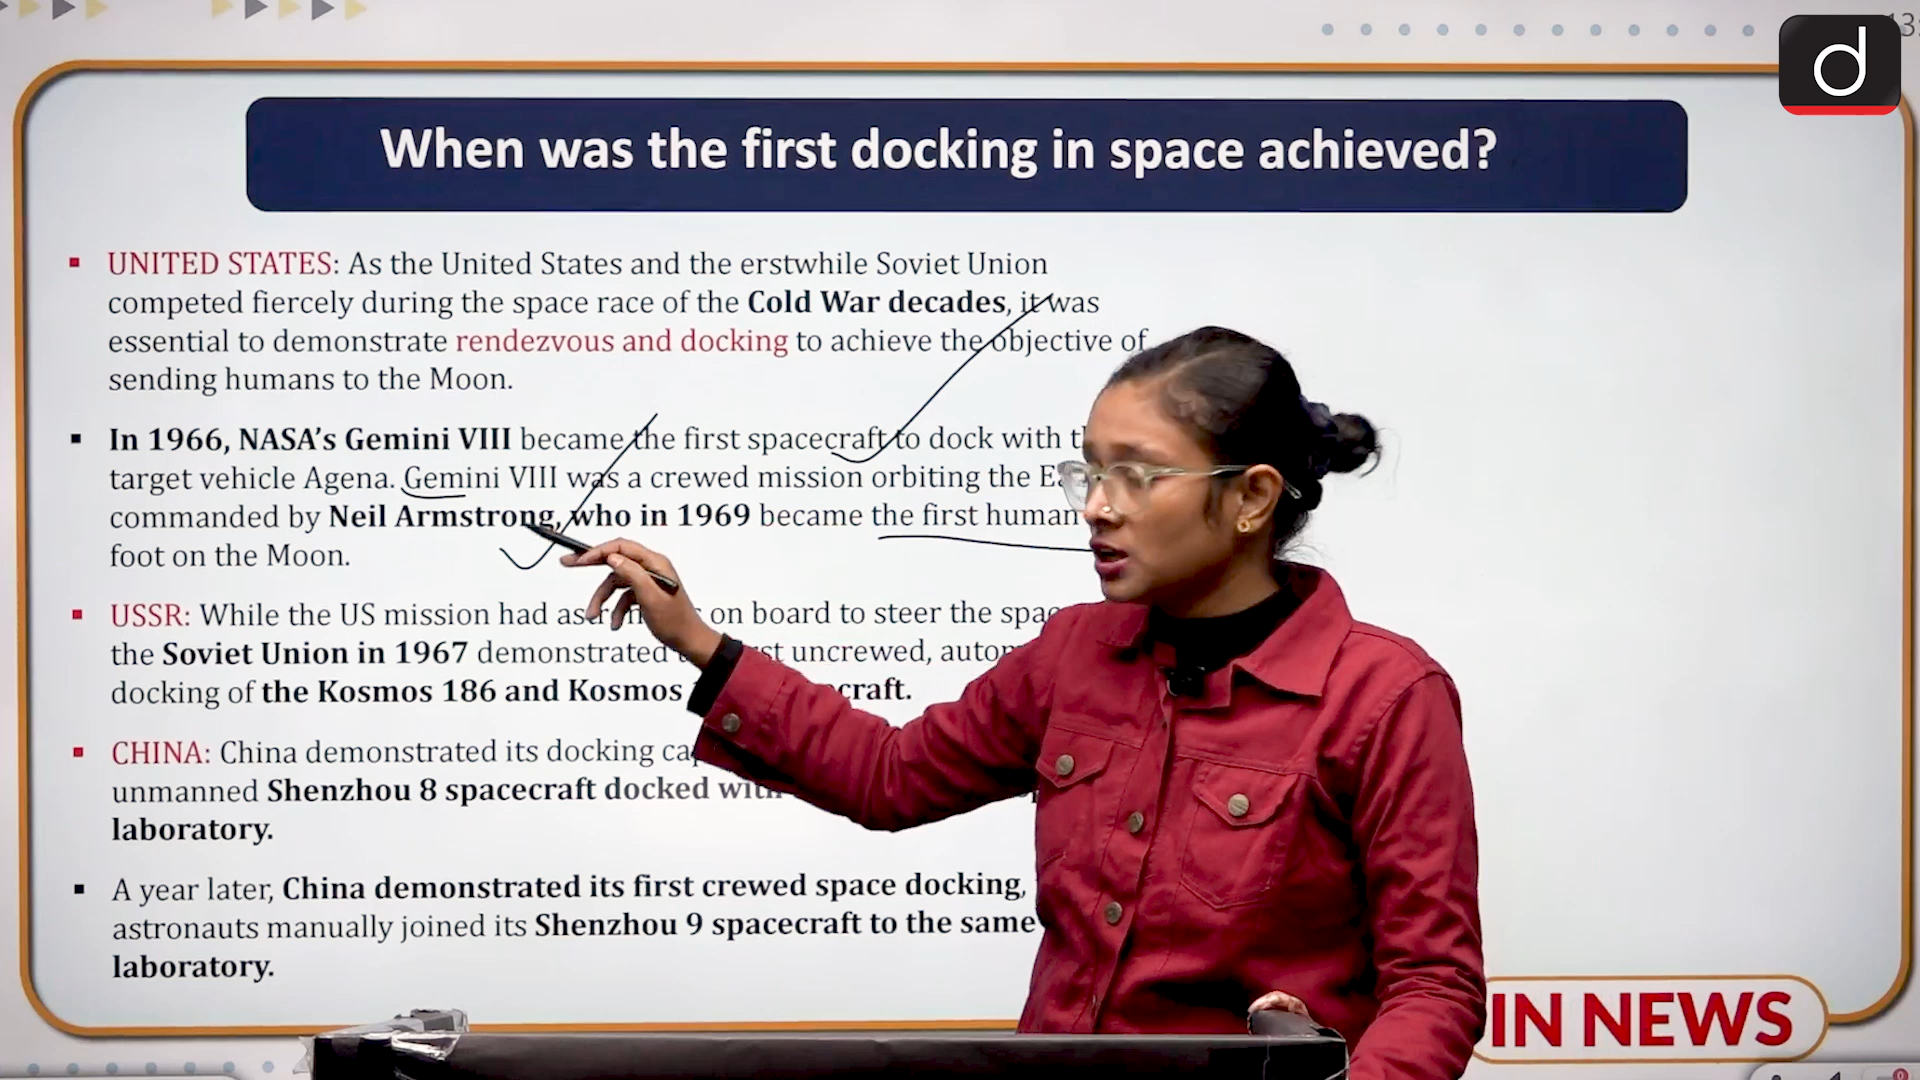 d
13:
When was the first docking in space achieved?
UNITED STATES: As the United States and the erstwhile Soviet Union
competed fiercely during the space race of the Cold War decades, it was
essential to demonstrate rendezvous and docking to achieve the objective of
sending humans to the Moon.
In 1966, NASA's Gemini VIII became the first spacecraft to dock with
target vehicle Agena. Gemini VIII was a crewed mission orbiting the
commanded by Neil Armstrong, who in 1969 became the first human
foot on the Moon.
USSR: While the US mission had on board to steer the
the Soviet Union in 1967 demonstrated uncrewed,
docking of the Kosmos 186 and Kosmos
CHINA: China demonstrated its docking
unmanned Shenzhou 8 spacecraft docked with
laboratory.
A year later, China demonstrated its first crewed space docking,
astronauts manually joined its Shenzhou 9 spacecraft to the same
laboratory.
IN NEWS